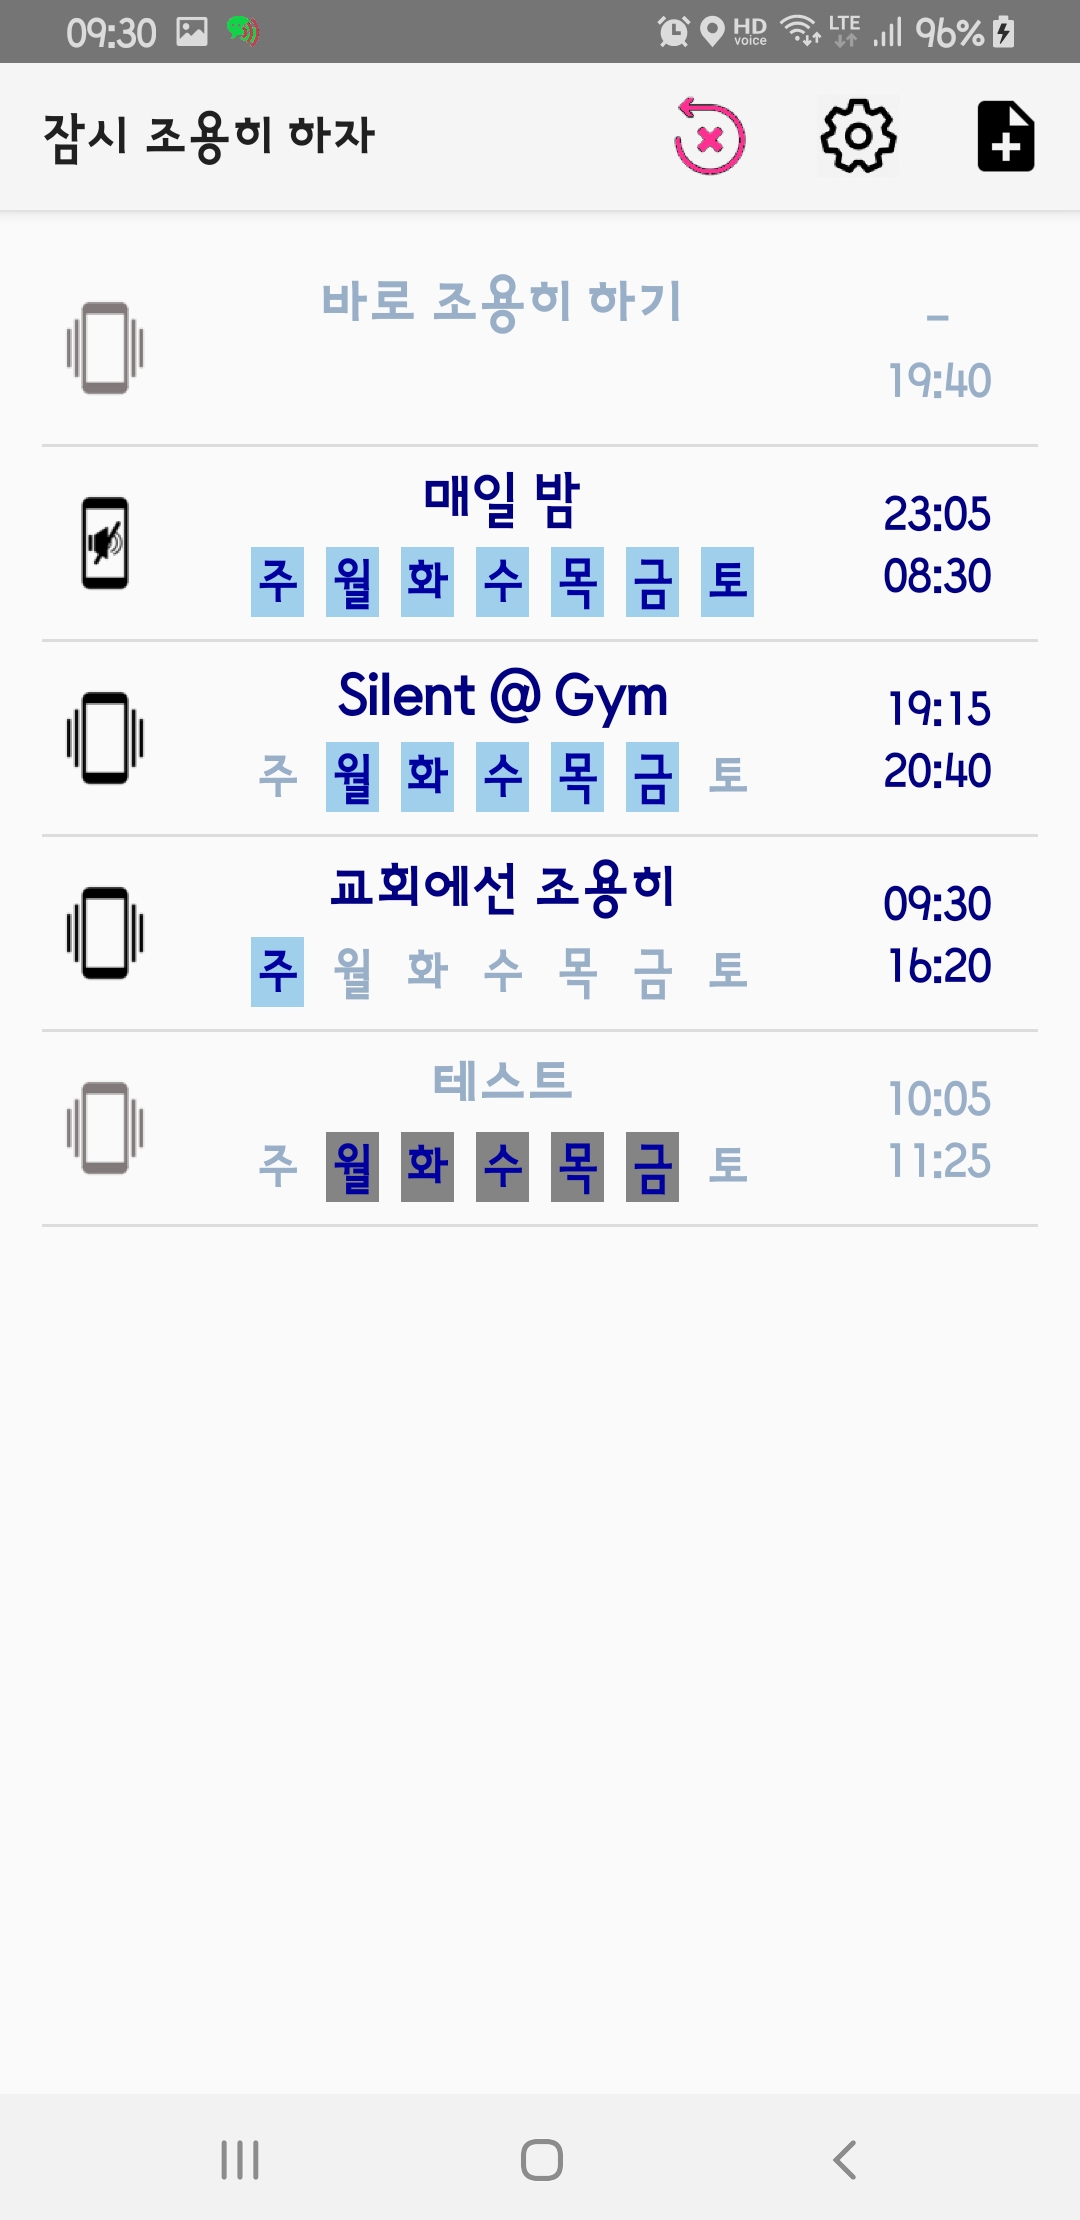 09:30 HD voice LTE 96%
잠시 조용히 하자
바로 조용히 하기 –
19:40
매일 밤 23:05
주 월 화 수 목 금 토 08:30
Silent @ Gym 19:15
주 월 화 수 목 금 토 20:40
교회에선 조용히 09:30
주 월 화 수 목 금 토 16:20
테스트 10:05
주 월 화 수 목 금 토 11:25